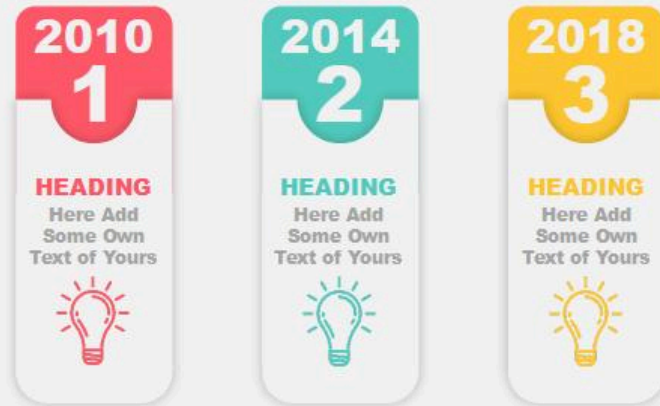 2010
1
HEADING
Here Add
Some Own
Text of Yours
2014
2
HEADING
Here Add
Some Own
Text of Yours
2018
3
HEADING
Here Add
Some Own
Text of Yours